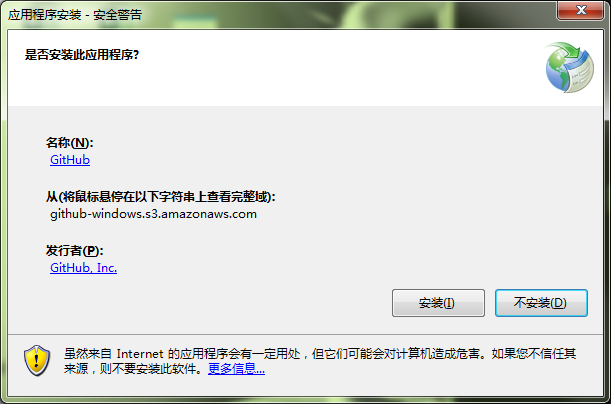 应用程序安装 - 安全警告
是否安装此应用程序?
名称(N):
GitHub
从(将鼠标悬停在以下字符串上查看完整域):
github-windows.s3.amazonaws.com
发行者(P):
GitHub, Inc.
安装(I)
不安装(D)
虽然来自 Internet 的应用程序会有一定用处，但它们可能会对计算机造成危害。如果您不信任其
来源，则不要安装此软件。更多信息...